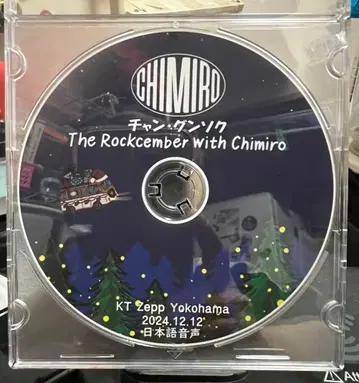 CHIMIRO
チャン・グンソク
The Rockcember with Chimiro
KT Zepp Yokohama
2024.12.12
日本語音声